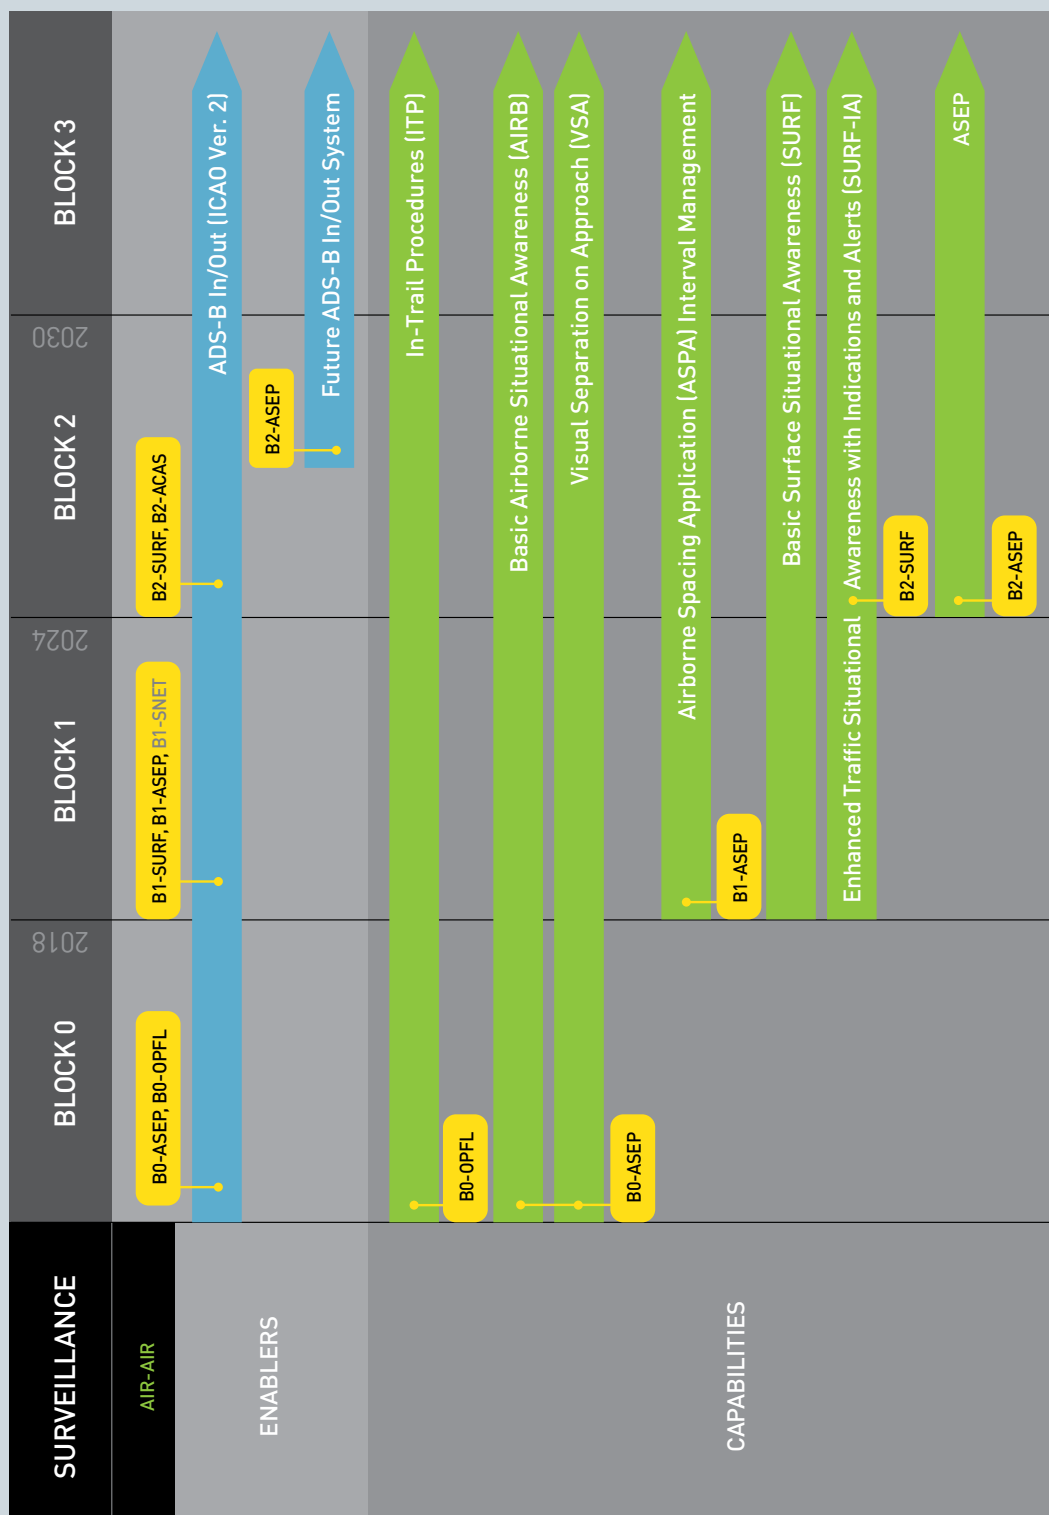 SURVEILLANCE
BLOCK 0
2018
BLOCK 1
2024
BLOCK 2
2030
BLOCK 3
AIR-AIR
ENABLERS
B0-ASEP, B0-OPFL
B1-SURF, B1-ASEP, B1-SNET
B2-SURF, B2-ACAS
ADS-B In/Out (ICAO Ver. 2)
B2-ASEP
Future ADS-B In/Out System
CAPABILITIES
In-Trail Procedures (ITP)
B0-OPFL
Basic Airborne Situational Awareness (AIRB)
Visual Separation on Approach (VSA)
B0-ASEP
Airborne Spacing Application (ASPA) Interval Management
B1-ASEP
Basic Surface Situational Awareness (SURF)
Enhanced Traffic Situational Awareness with Indications and Alerts (SURF-IA)
B2-SURF
ASEP
B2-ASEP